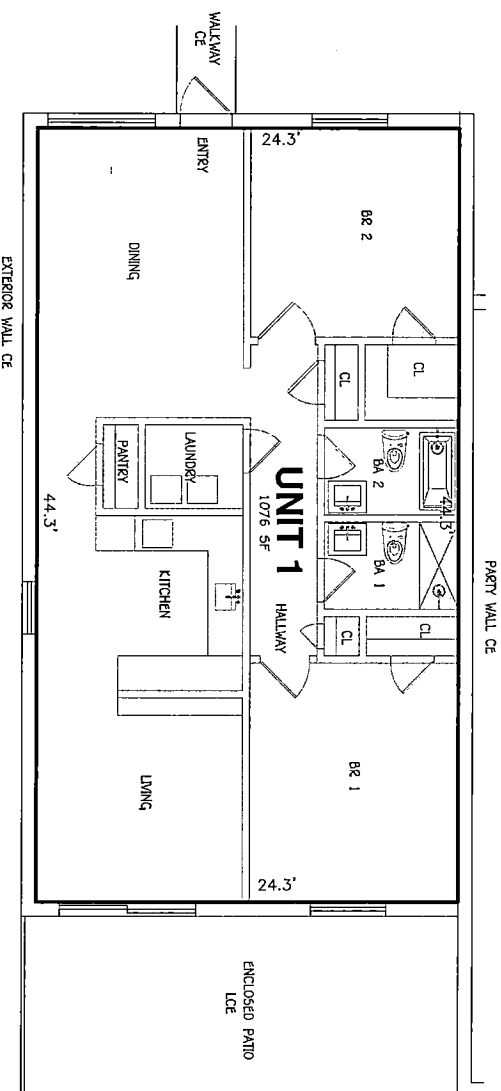 WALKWAY
CE
ENTRY
24.3'
BR 2
DINING
EXTERIOR WALL CE
CL
CL
PANTRY
LAUNDRY
BA 2
44.3'
44.3'
UNIT 1
1076 SF
KITCHEN
HALLWAY
BA 1
CL
CL
PARTY WALL CE
LIVING
BR 1
24.3'
ENCLOSED PATIO
LCE